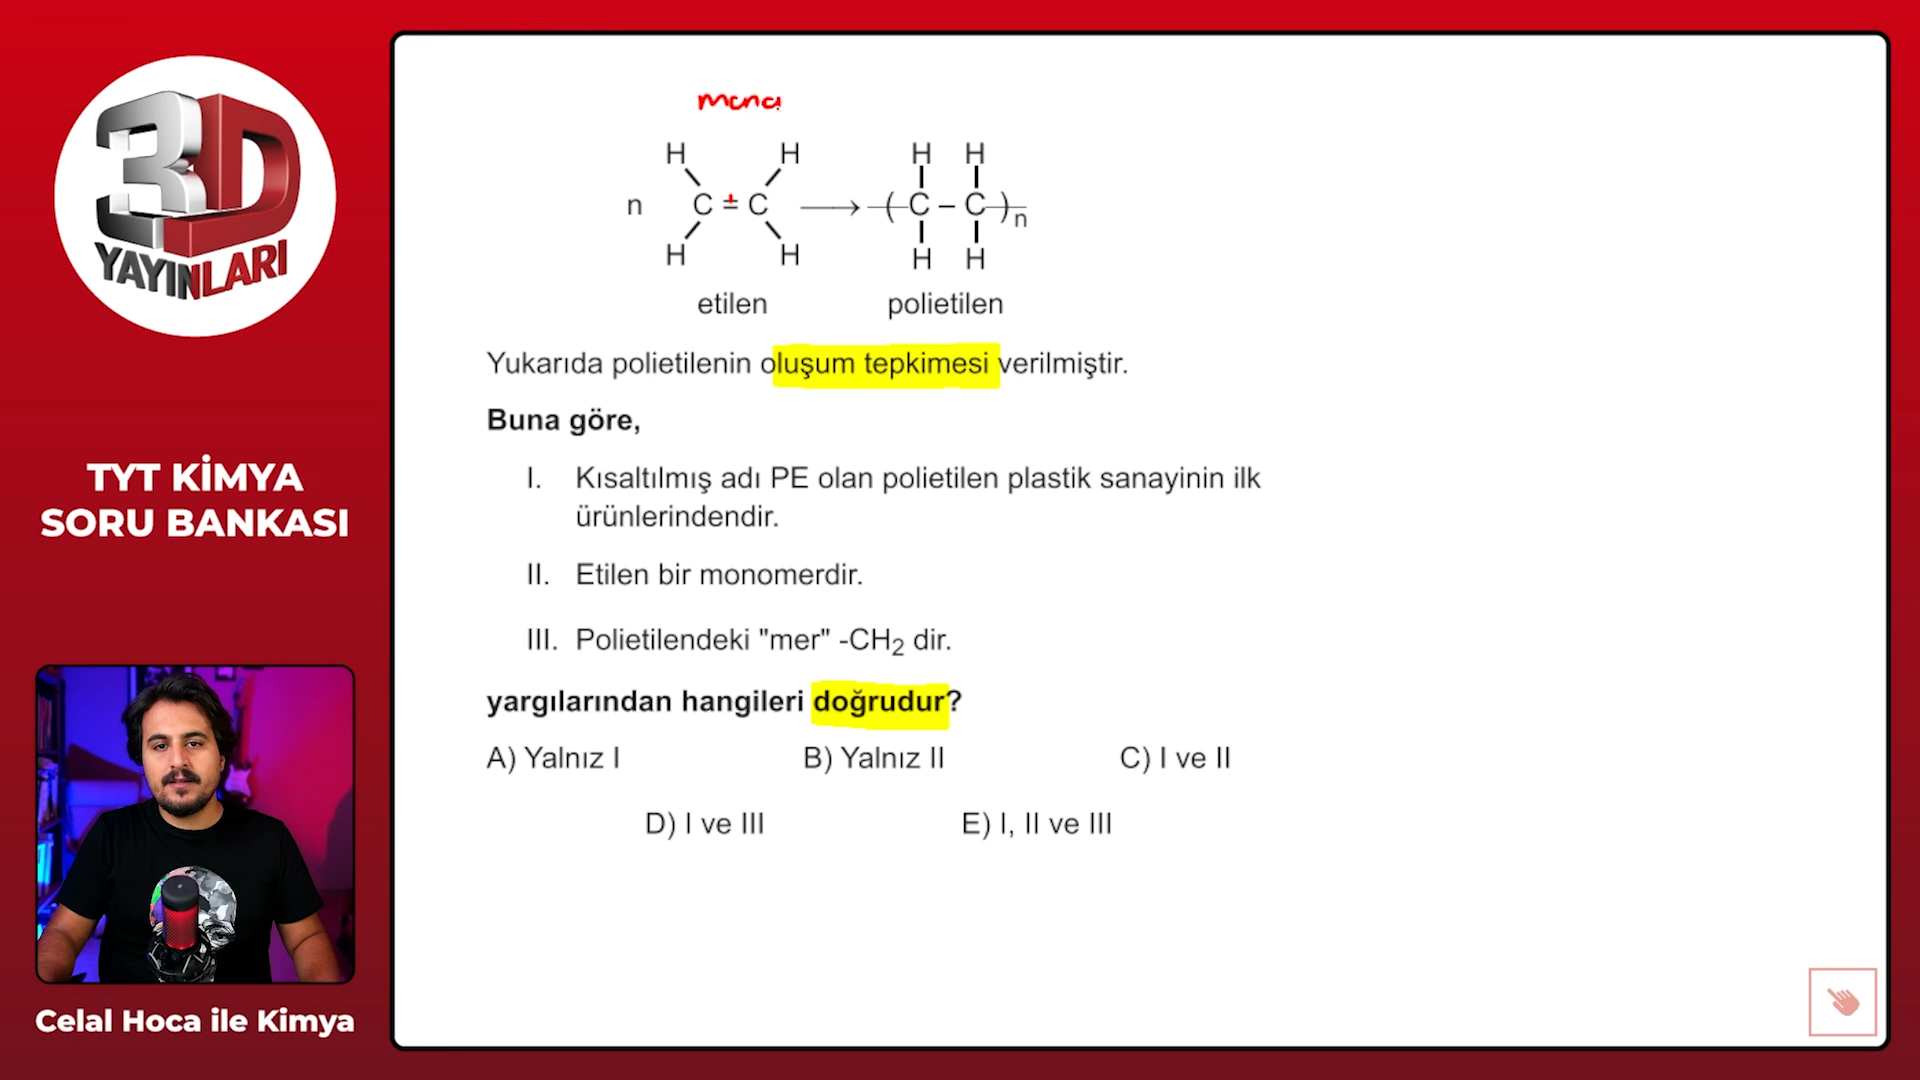 3D
YAYINLARI
TYT KİMYA
SORU BANKASI
Celal Hoca ile Kimya
H H H H
n C = C → ( C – C )n
H H H H
etilen polietilen
Yukarıda polietilenin oluşum tepkimesi verilmiştir.
Buna göre,
I. Kısaltılmış adı PE olan polietilen plastik sanayinin ilk
ürünlerindendir.
II. Etilen bir monomerdir.
III. Polietilendeki "mer" -CH₂ dir.
yargılarından hangileri doğrudur?
A) Yalnız I B) Yalnız II C) I ve II
D) I ve III E) I, II ve III